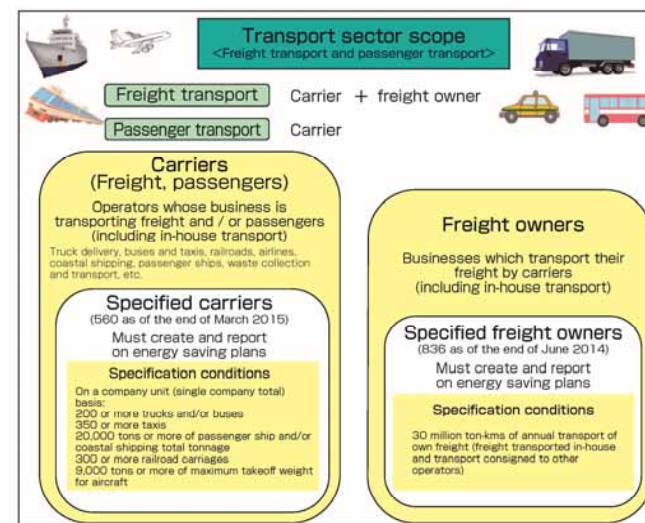 Transport sector scope
<Freight transport and passenger transport>
Freight transport Carrier + freight owner
Passenger transport Carrier
Carriers
(Freight, passengers)
Operators whose business is
transporting freight and / or passengers
(including in-house transport)
Truck delivery, buses and taxis, railroads, airlines,
coastal shipping, passenger ships, waste collection
and transport, etc.
Specified carriers
(560 as of the end of March 2015)
Must create and report
on energy saving plans
Specification conditions
On a company unit (single company total)
basis:
200 or more trucks and/or buses
350 or more taxis
20,000 tons or more of passenger ship and/or
coastal shipping total tonnage
300 or more railroad carriages
9,000 tons or more of maximum takeoff weight
for aircraft
Freight owners
Businesses which transport their
freight by carriers
(including in-house transport)
Specified freight owners
(836 as of the end of June 2014)
Must create and report
on energy saving plans
Specification conditions
30 million ton-kms of annual transport of
own freight (freight transported in-house
and transport consigned to other
operators)